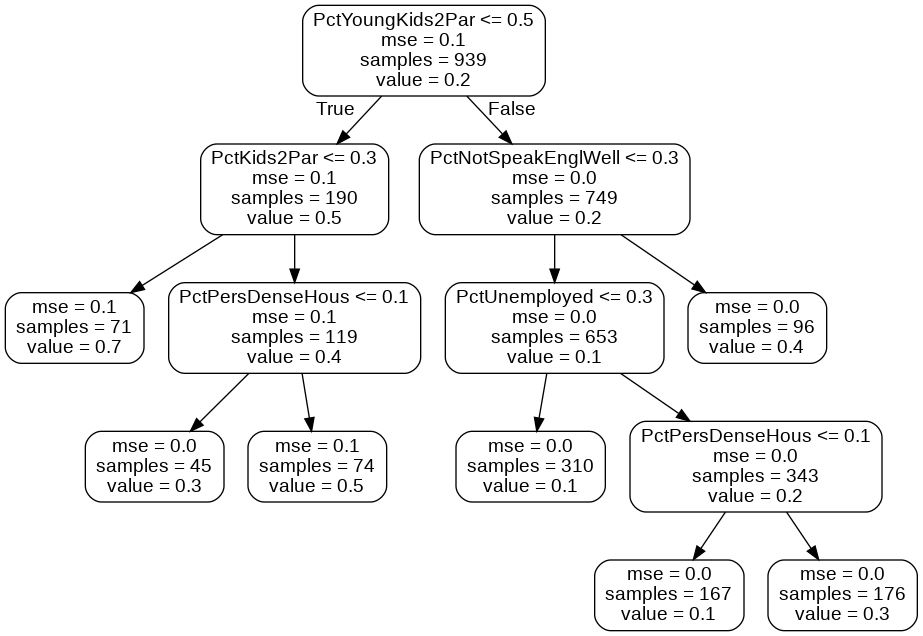 PctYoungKids2Par <= 0.5
mse = 0.1
samples = 939
value = 0.2
True
False
PctKids2Par <= 0.3
mse = 0.1
samples = 190
value = 0.5
PctNotSpeakEnglWell <= 0.3
mse = 0.0
samples = 749
value = 0.2
mse = 0.1
samples = 71
value = 0.7
PctPersDenseHous <= 0.1
mse = 0.1
samples = 119
value = 0.4
PctUnemployed <= 0.3
mse = 0.0
samples = 653
value = 0.1
mse = 0.0
samples = 96
value = 0.4
mse = 0.0
samples = 45
value = 0.3
mse = 0.1
samples = 74
value = 0.5
mse = 0.0
samples = 310
value = 0.1
PctPersDenseHous <= 0.1
mse = 0.0
samples = 343
value = 0.2
mse = 0.0
samples = 167
value = 0.1
mse = 0.0
samples = 176
value = 0.3